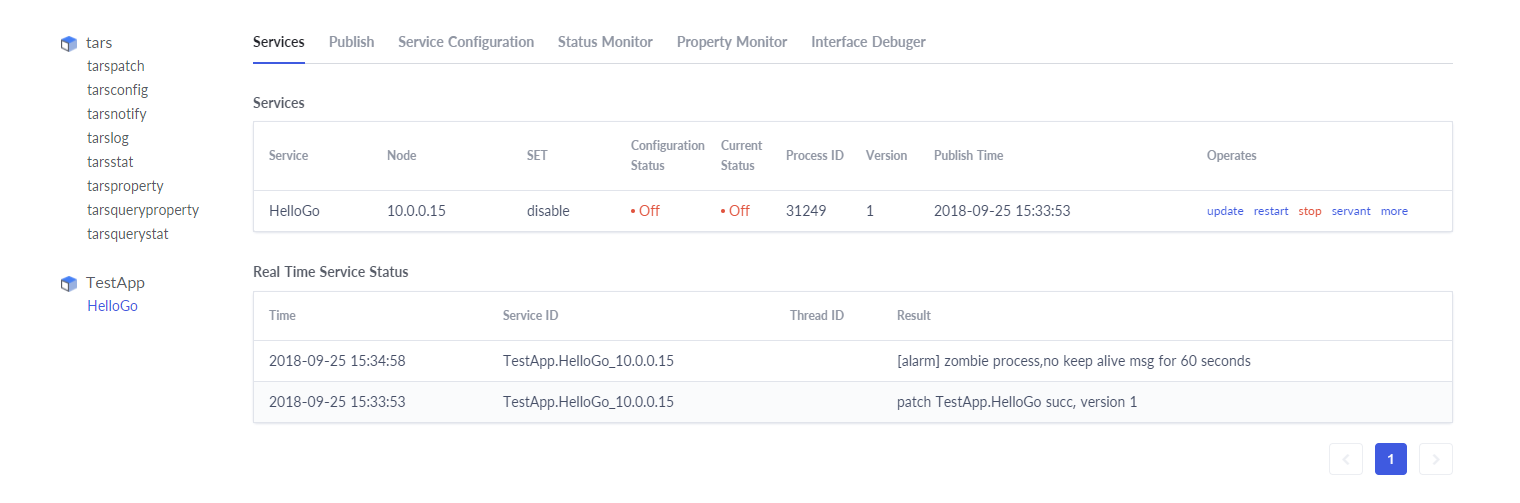 tars
tarspatch
tarsconfig
tarsnotify
tarslog
tarsstat
tarsproperty
tarsqueryproperty
tarsquerystat
TestApp
HelloGo
Services Publish Service Configuration Status Monitor Property Monitor Interface Debuger
Services
Service Node SET Configuration Status Current Status Process ID Version Publish Time Operates
HelloGo 10.0.0.15 disable • Off • Off 31249 1 2018-09-25 15:33:53 update restart stop servant more
Real Time Service Status
Time Service ID Thread ID Result
2018-09-25 15:34:58 TestApp.HelloGo_10.0.0.15 [alarm] zombie process,no keep alive msg for 60 seconds
2018-09-25 15:33:53 TestApp.HelloGo_10.0.0.15 patch TestApp.HelloGo succ, version 1
1